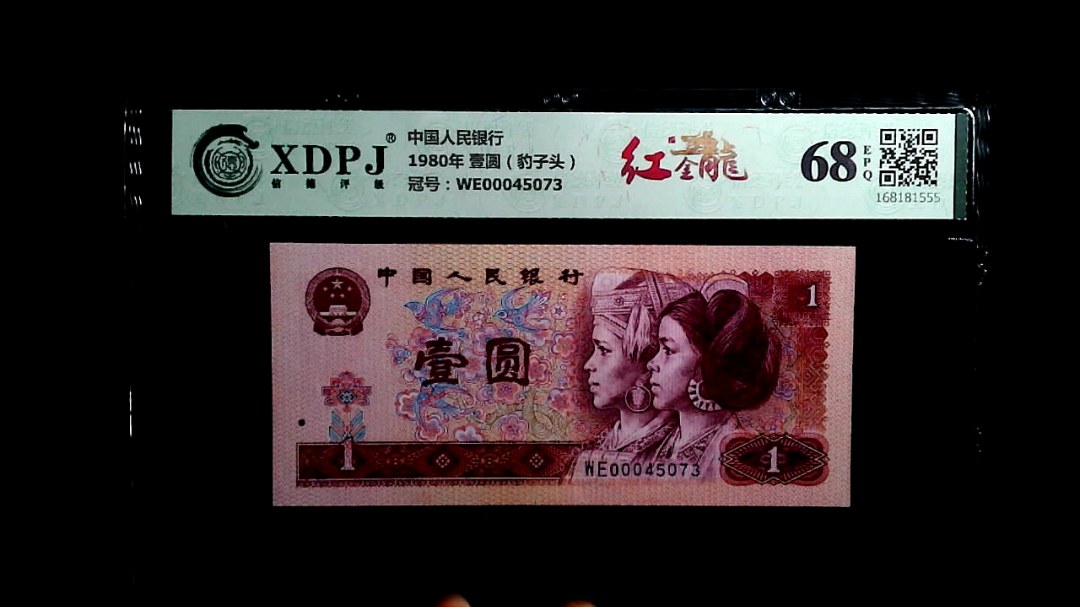 XDPJ®
信德评级
中国人民银行
1980年 壹圆（豹子头）
冠号：WE00045073
红金龍
68
EPQ
168181555
中国人民银行
1
壹圆
1
WE00045073
1